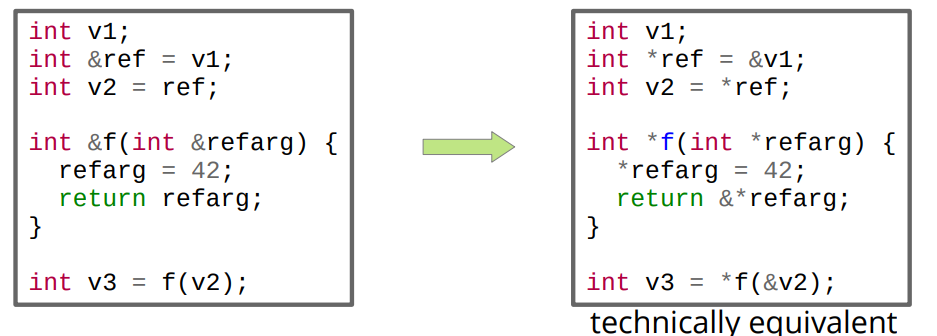 int v1;
int &ref = v1;
int v2 = ref;
int &f(int &refarg) {
  refarg = 42;
  return refarg;
}
int v3 = f(v2);
int v1;
int *ref = &v1;
int v2 = *ref;
int *f(int *refarg) {
  *refarg = 42;
  return &*refarg;
}
int v3 = *f(&v2);
technically equivalent